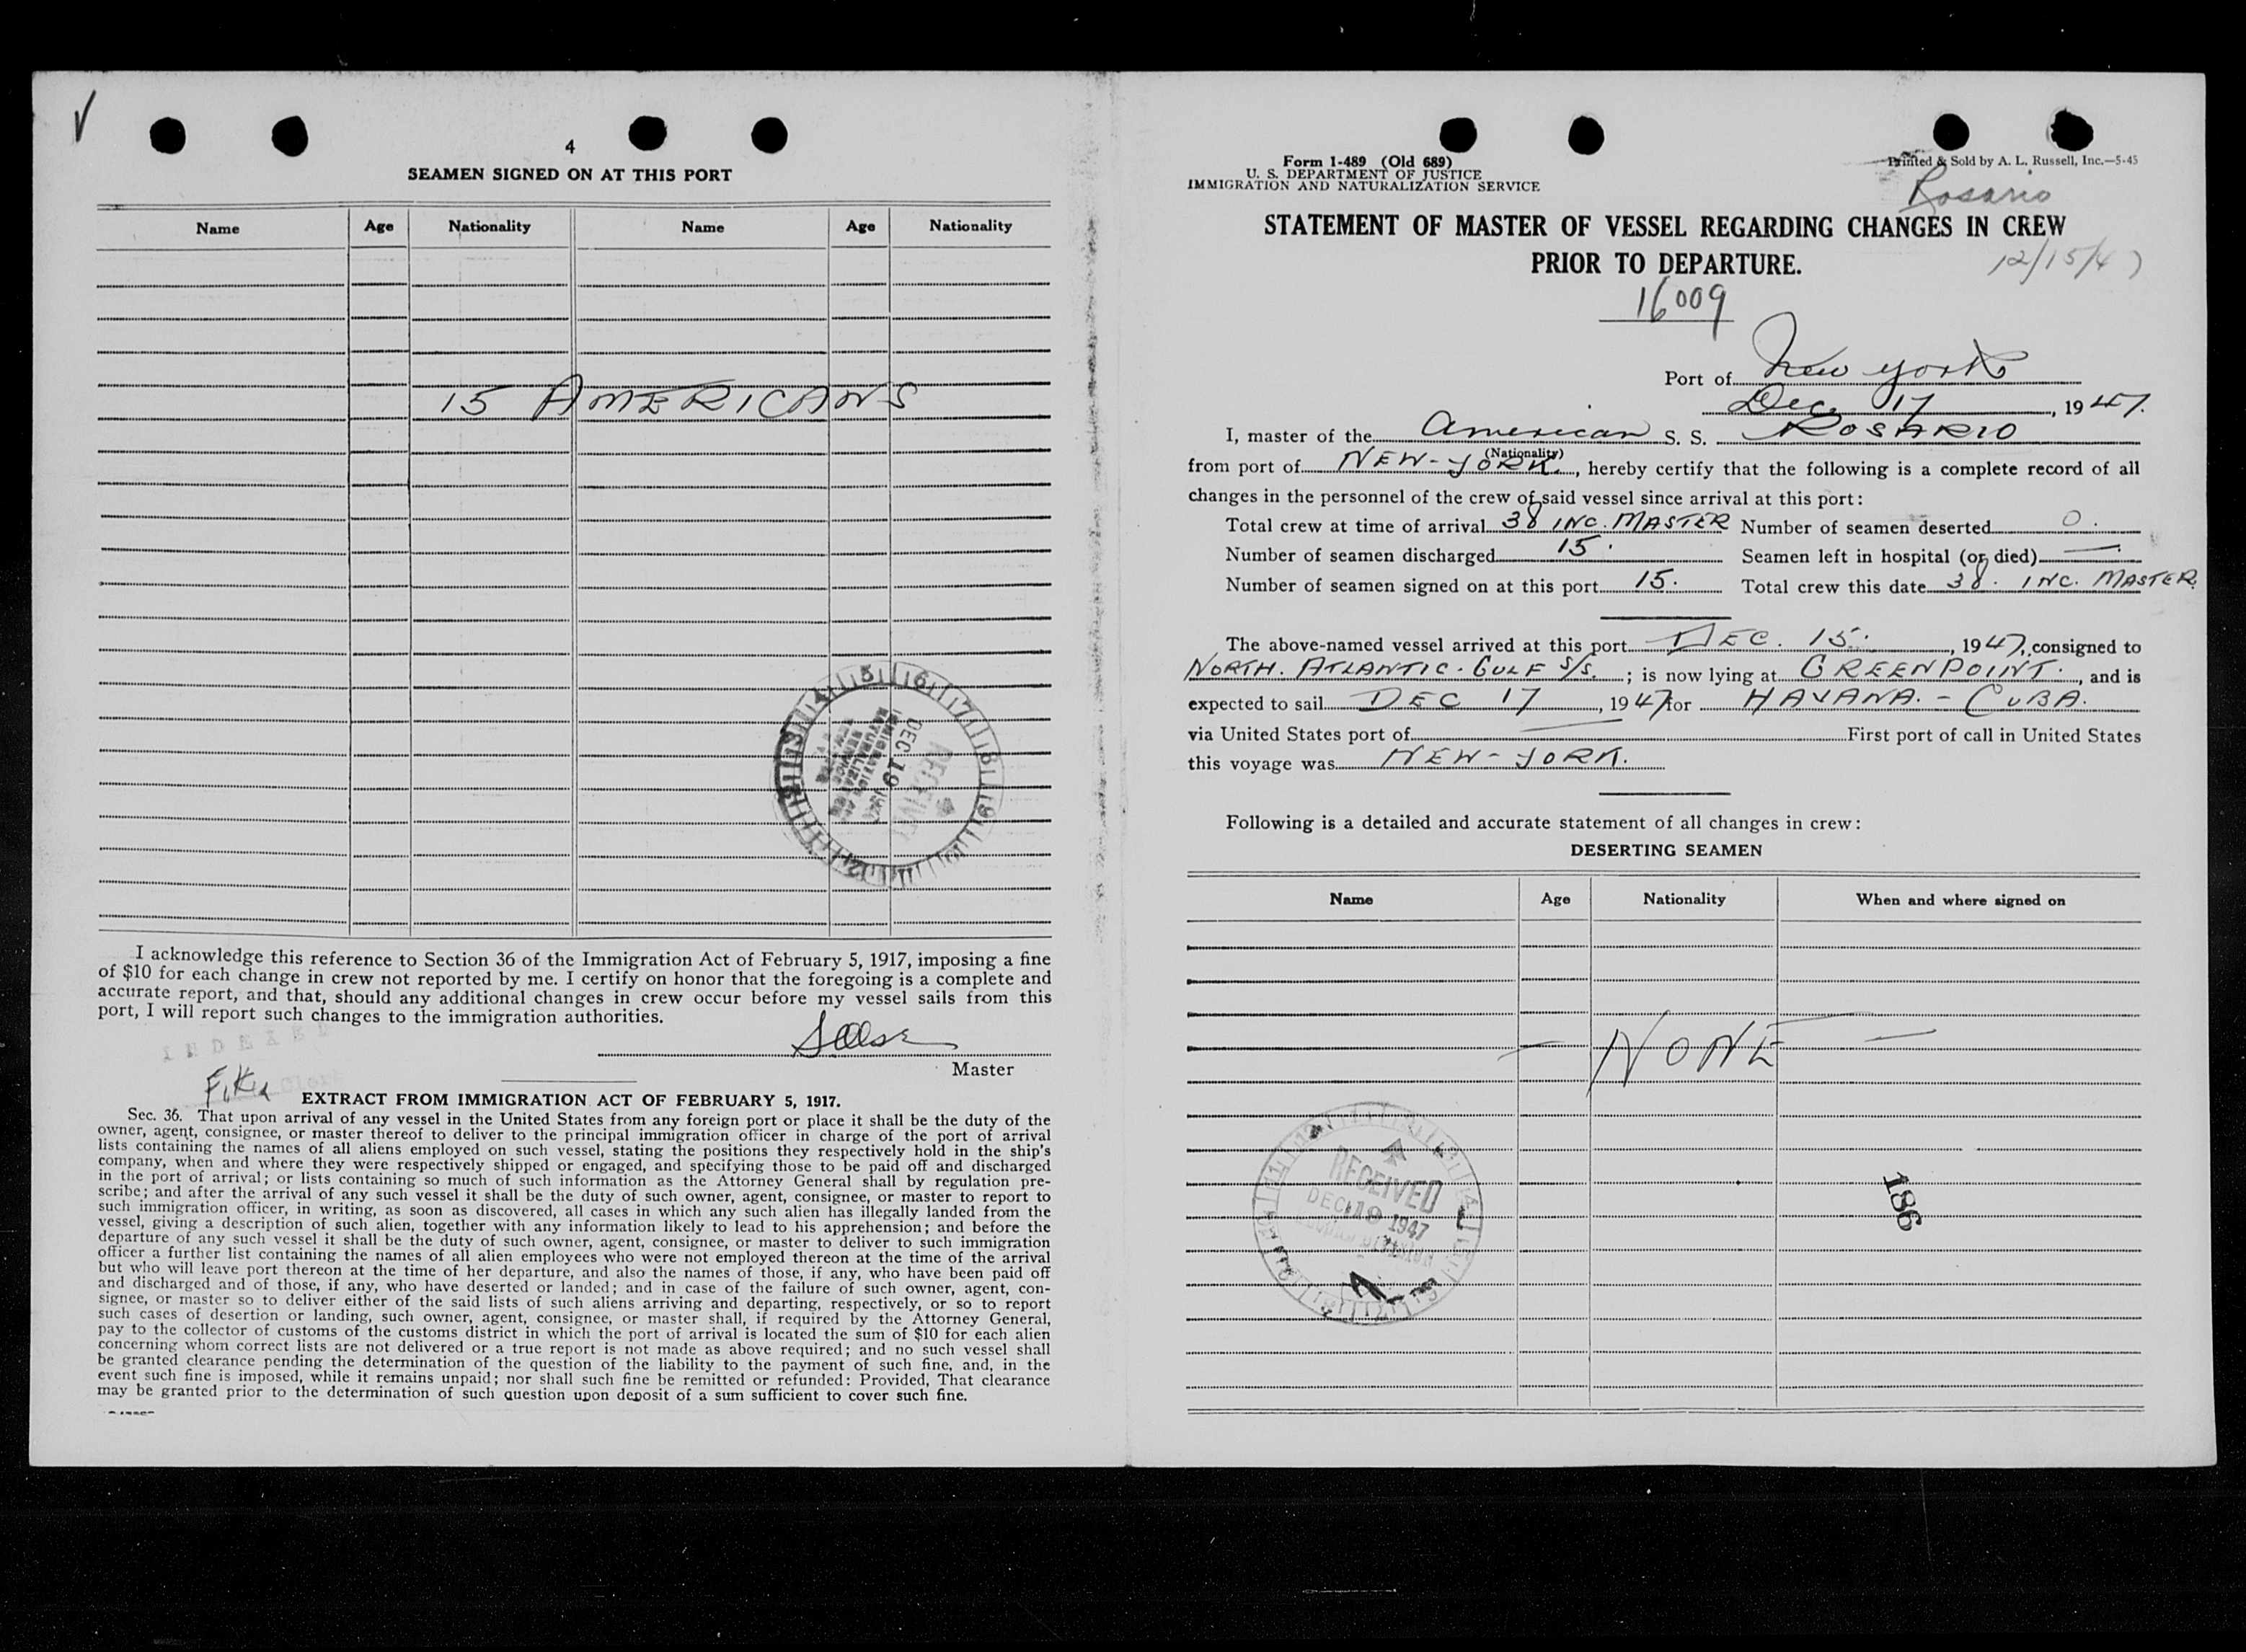 4
SEAMEN SIGNED ON AT THIS PORT
Name Age Nationality Name Age Nationality
15 AMERICANS
DEC 19
I acknowledge this reference to Section 36 of the Immigration Act of February 5, 1917, imposing a fine
of $10 for each change in crew not reported by me. I certify on honor that the foregoing is a complete and
accurate report, and that, should any additional changes in crew occur before my vessel sails from this
port, I will report such changes to the immigration authorities.
INDEXED
Master
EXTRACT FROM IMMIGRATION ACT OF FEBRUARY 5, 1917.
Sec. 36. That upon arrival of any vessel in the United States from any foreign port or place it shall be the duty of the
owner, agent, consignee, or master thereof to deliver to the principal immigration officer in charge of the port of arrival
lists containing the names of all aliens employed on such vessel, stating the positions they respectively hold in the ship's
company, when and where they were respectively shipped or engaged, and specifying those to be paid off and discharged
in the port of arrival; or lists containing so much of such information as the Attorney General shall by regulation pre-
scribe; and after the arrival of any such vessel it shall be the duty of such owner, agent, consignee, or master to report to
such immigration officer, in writing, as soon as discovered, all cases in which any such alien has illegally landed from the
vessel, giving a description of such alien, together with any information likely to lead to his apprehension; and before the
departure of any such vessel it shall be the duty of such owner, agent, consignee, or master to deliver to such immigration
officer a further list containing the names of all alien employees who were not employed thereon at the time of the arrival
but who will leave port thereon at the time of her departure, and also the names of those, if any, who have been paid off
and discharged and of those, if any, who have deserted or landed; and in case of the failure of such owner, agent, con-
signee, or master so to deliver either of the said lists of such aliens arriving and departing, respectively, or so to report
such cases of desertion or landing, such owner, agent, consignee, or master shall, if required by the Attorney General,
pay to the collector of customs of the customs district in which the port of arrival is located the sum of $10 for each alien
concerning whom correct lists are not delivered or a true report is not made as above required; and no such vessel shall
be granted clearance pending the determination of the question of the liability to the payment of such fine, and, in the
event such fine is imposed, while it remains unpaid; nor shall such fine be remitted or refunded: Provided, That clearance
may be granted prior to the determination of such question upon deposit of a sum sufficient to cover such fine.
Form 1-489 (Old 689)
U. S. DEPARTMENT OF JUSTICE
IMMIGRATION AND NATURALIZATION SERVICE
Printed & Sold by A. L. Russell, Inc.—5-45
Rosario
STATEMENT OF MASTER OF VESSEL REGARDING CHANGES IN CREW
PRIOR TO DEPARTURE.
12/15/47
16009
Port of New York
Dec. 17, 1947.
I, master of the American S. S. ROSARIO
(Nationality)
from port of NEW-YORK., hereby certify that the following is a complete record of all
changes in the personnel of the crew of said vessel since arrival at this port:
Total crew at time of arrival 38 INC. MASTER Number of seamen deserted 0.
Number of seamen discharged 15. Seamen left in hospital (or died) —
Number of seamen signed on at this port 15. Total crew this date 38. INC. MASTER.
The above-named vessel arrived at this port DEC. 15., 1947, consigned to
NORTH. ATLANTIC. GULF S/S.; is now lying at GREENPOINT., and is
expected to sail DEC 17, 1947 for HAVANA. - CUBA.
via United States port of — First port of call in United States
this voyage was NEW-YORK.
Following is a detailed and accurate statement of all changes in crew:
DESERTING SEAMEN
Name Age Nationality When and where signed on
— NONE —
RECEIVED
DEC 19 1947
186